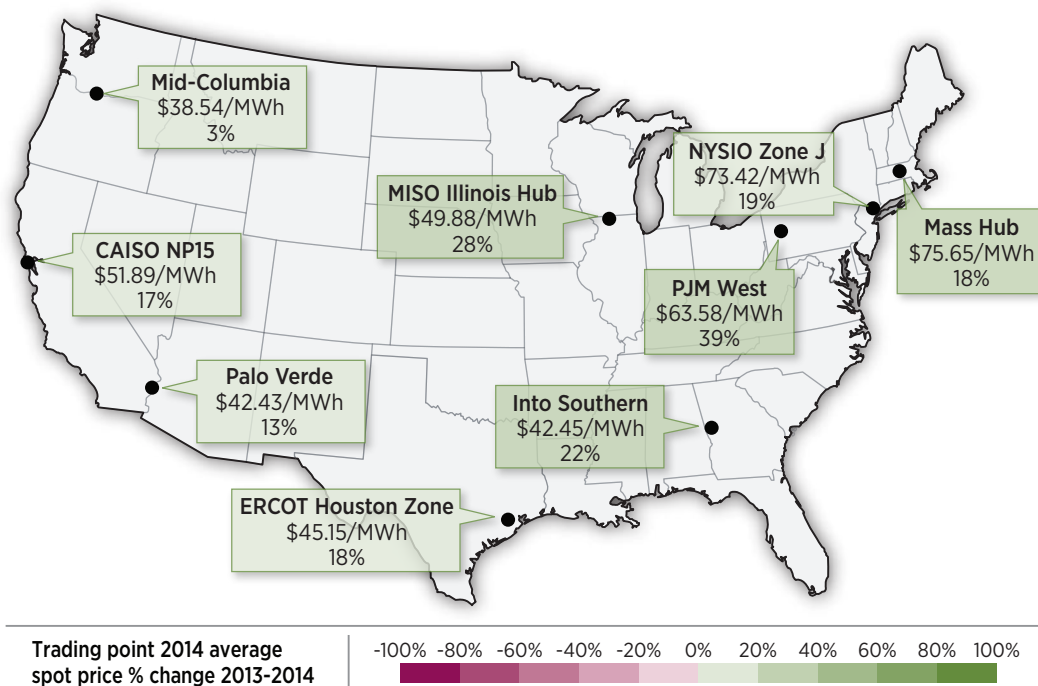 Mid-Columbia
$38.54/MWh
3%
NYSIO Zone J
$73.42/MWh
19%
MISO Illinois Hub
$49.88/MWh
28%
Mass Hub
$75.65/MWh
18%
CAISO NP15
$51.89/MWh
17%
PJM West
$63.58/MWh
39%
Palo Verde
$42.43/MWh
13%
Into Southern
$42.45/MWh
22%
ERCOT Houston Zone
$45.15/MWh
18%
Trading point 2014 average
spot price % change 2013-2014
-100% -80% -60% -40% -20% 0% 20% 40% 60% 80% 100%